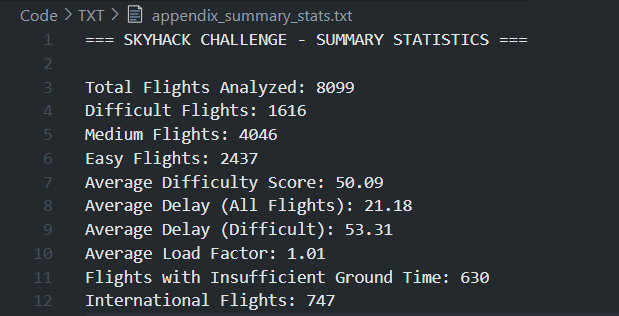 Code > TXT > appendix_summary_stats.txt
1 === SKYHACK CHALLENGE - SUMMARY STATISTICS ===
2
3 Total Flights Analyzed: 8099
4 Difficult Flights: 1616
5 Medium Flights: 4046
6 Easy Flights: 2437
7 Average Difficulty Score: 50.09
8 Average Delay (All Flights): 21.18
9 Average Delay (Difficult): 53.31
10 Average Load Factor: 1.01
11 Flights with Insufficient Ground Time: 630
12 International Flights: 747